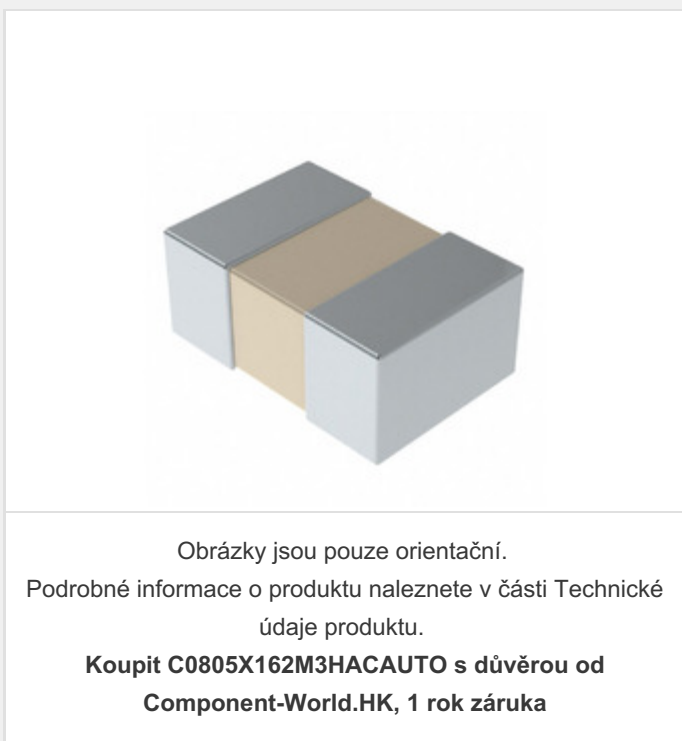 Obrázky jsou pouze orientační.
Podrobné informace o produktu naleznete v části Technické
údaje produktu.
Koupit C0805X162M3HACAUTO s důvěrou od
Component-World.HK, 1 rok záruka